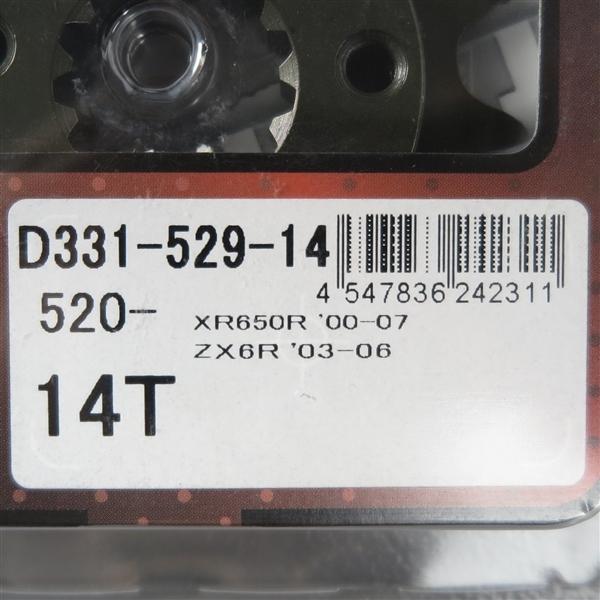 D331-529-14
4 547836 242311
520-
XR650R '00-07
ZX6R '03-06
14T